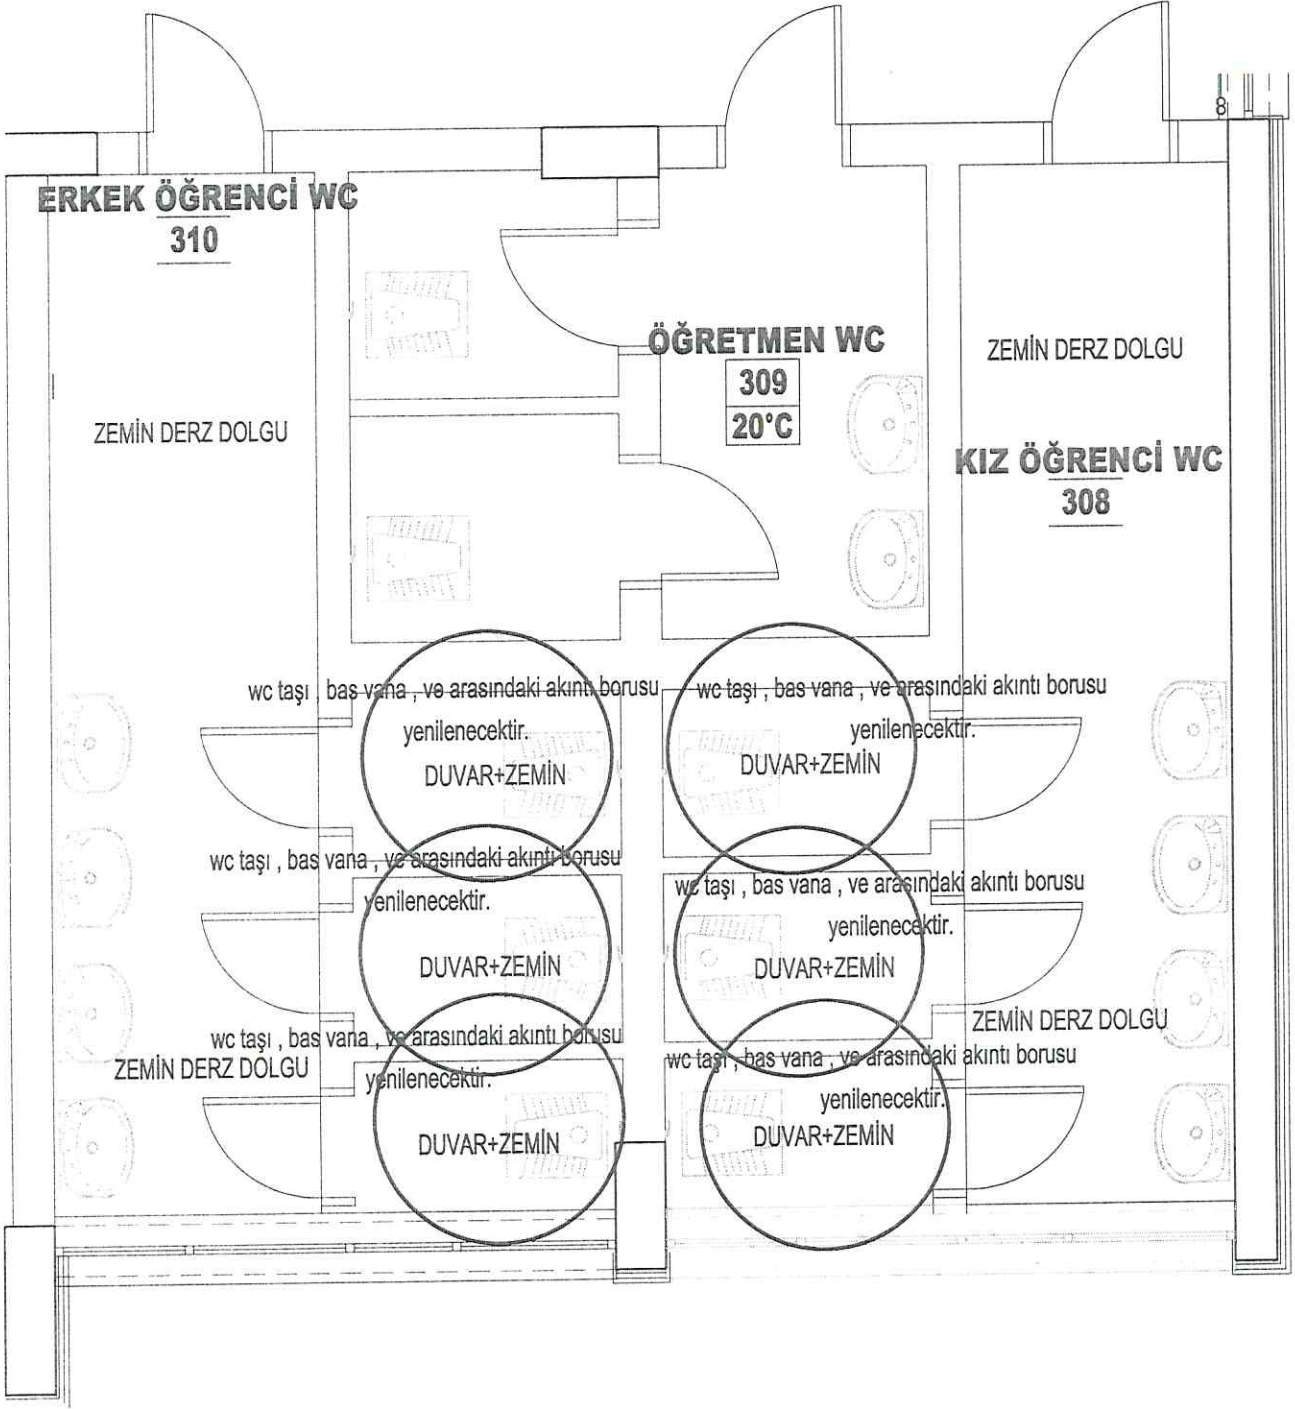 8
ERKEK ÖĞRENCİ WC
310
ÖĞRETMEN WC
309
20°C
ZEMİN DERZ DOLGU
ZEMİN DERZ DOLGU
KIZ ÖĞRENCİ WC
308
wc taşı , bas vana , ve arasındaki akıntı borusu
yenilenecektir.
DUVAR+ZEMİN
wc taşı , bas vana , ve arasındaki akıntı borusu
yenilenecektir.
DUVAR+ZEMİN
wc taşı , bas vana , ve arasındaki akıntı borusu
yenilenecektir.
DUVAR+ZEMİN
wc taşı , bas vana , ve arasındaki akıntı borusu
yenilenecektir.
DUVAR+ZEMİN
wc taşı , bas vana , ve arasındaki akıntı borusu
yenilenecektir.
DUVAR+ZEMİN
ZEMİN DERZ DOLGU
ZEMİN DERZ DOLGU
wc taşı , bas vana , ve arasındaki akıntı borusu
yenilenecektir.
DUVAR+ZEMİN